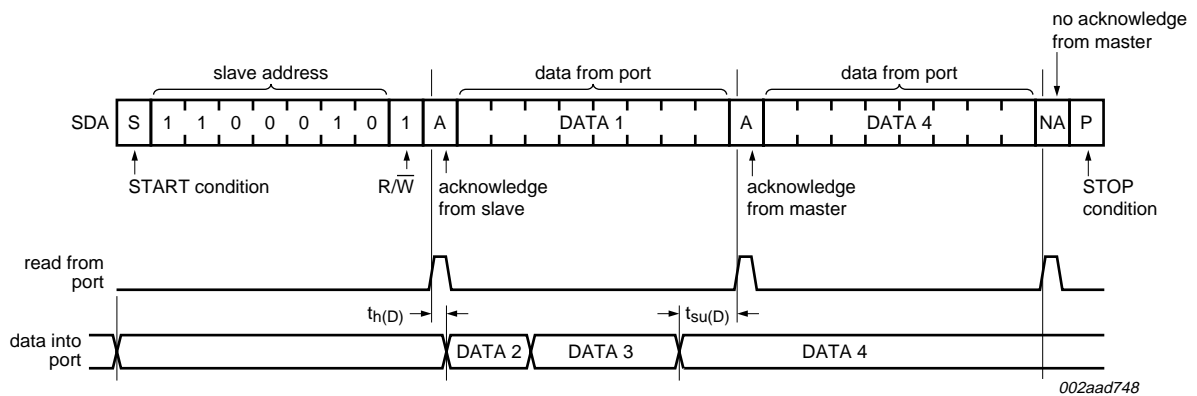 no acknowledge
from master
slave address
data from port
data from port
SDA S 1 1 0 0 0 1 0 1 A DATA 1 A DATA 4 NA P
START condition
R/W̅
acknowledge
from slave
acknowledge
from master
STOP
condition
read from
port
th(D)
tsu(D)
data into
port
DATA 2 DATA 3 DATA 4
002aad748